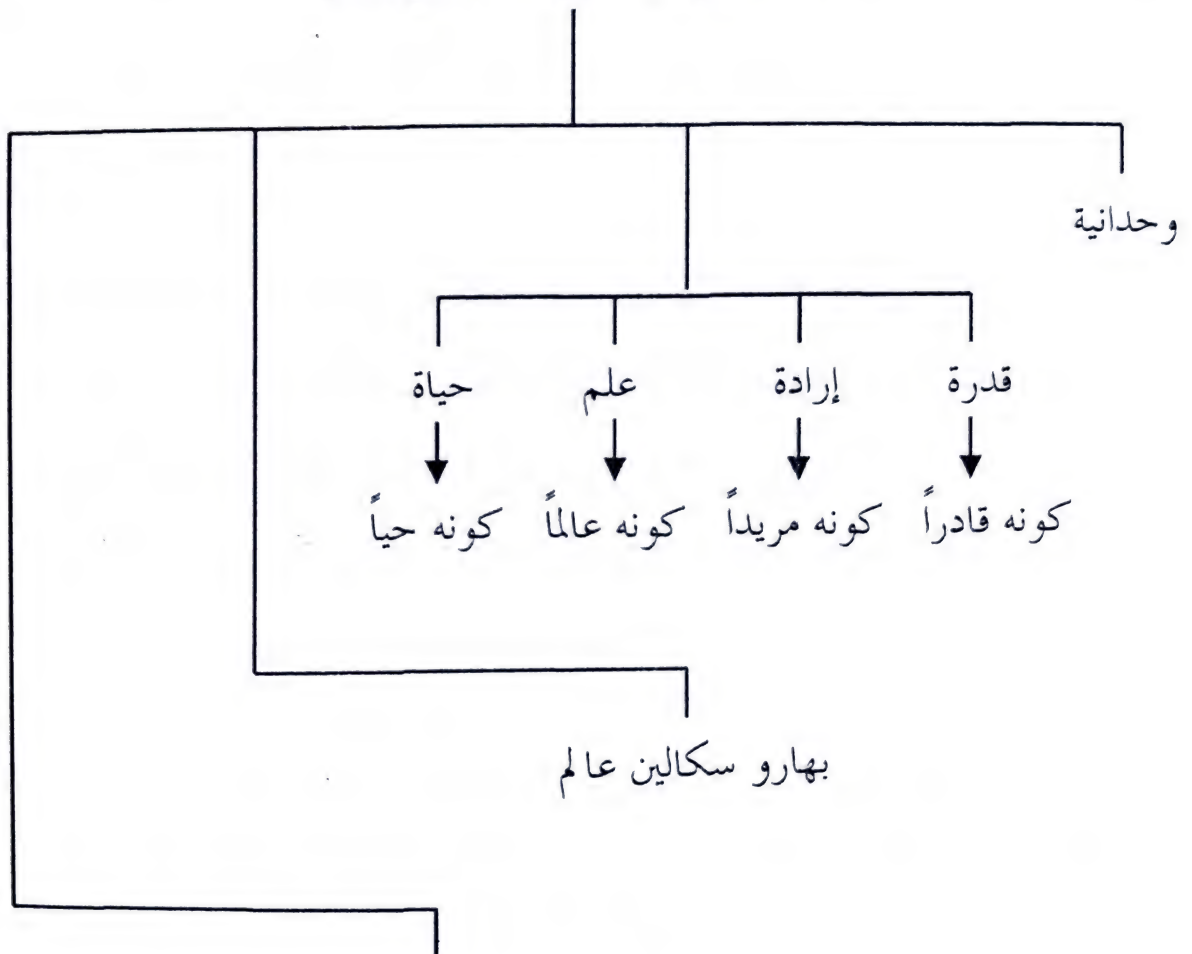 وحدانية
قدرة إرادة علم حياة
كونه قادراً كونه مريداً كونه عالماً كونه حياً
بهارو سكالين عالم